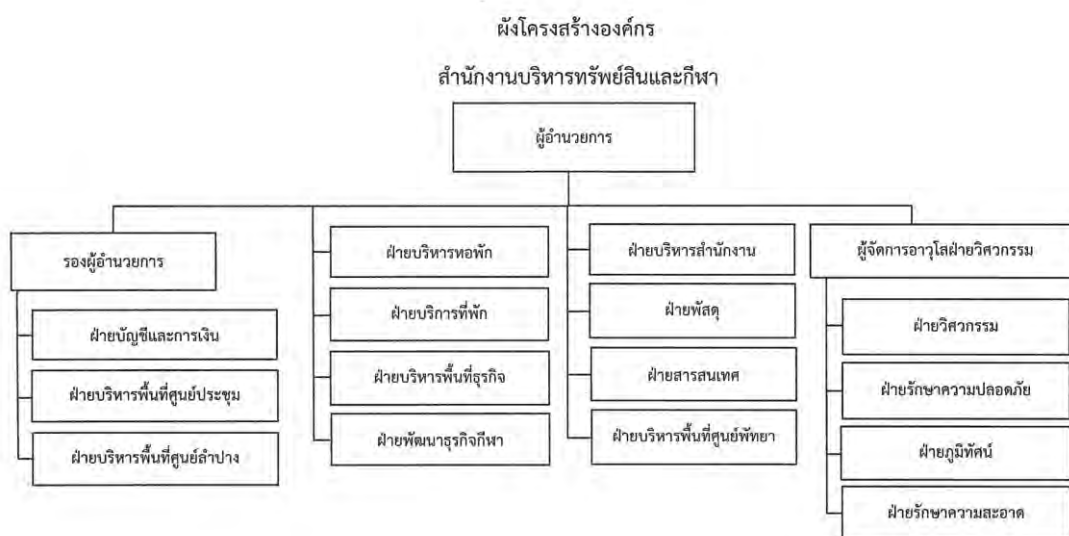 ผังโครงสร้างองค์กร
สำนักงานบริหารทรัพย์สินและกีฬา
ผู้อำนวยการ
รองผู้อำนวยการ
ฝ่ายบัญชีและการเงิน
ฝ่ายบริหารพื้นที่ศูนย์ประชุม
ฝ่ายบริหารพื้นที่ศูนย์ลำปาง
ฝ่ายบริหารหอพัก
ฝ่ายบริการที่พัก
ฝ่ายบริหารพื้นที่ธุรกิจ
ฝ่ายพัฒนาธุรกิจกีฬา
ฝ่ายบริหารสำนักงาน
ฝ่ายพัสดุ
ฝ่ายสารสนเทศ
ฝ่ายบริหารพื้นที่ศูนย์พัทยา
ผู้จัดการอาวุโสฝ่ายวิศวกรรม
ฝ่ายวิศวกรรม
ฝ่ายรักษาความปลอดภัย
ฝ่ายภูมิทัศน์
ฝ่ายรักษาความสะอาด